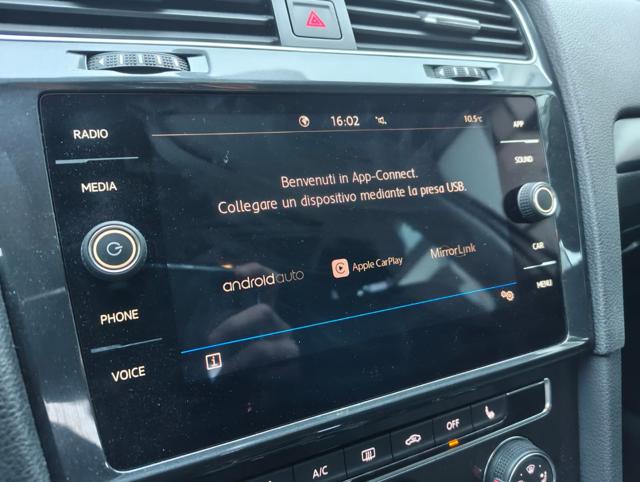 16:02
10.5°C
RADIO
MEDIA
PHONE
VOICE
Benvenuti in App-Connect.
Collegare un dispositivo mediante la presa USB.
androidauto
Apple CarPlay
MirrorLink
i
APP
SOUND
CAR
MENU
A/C
OFF